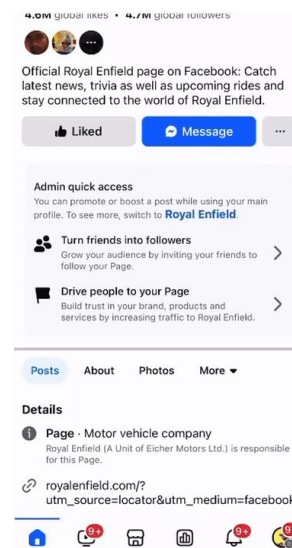 4.6M global likes • 4.7M global followers
Official Royal Enfield page on Facebook: Catch
latest news, trivia as well as upcoming rides and
stay connected to the world of Royal Enfield.
Liked
Message
Admin quick access
You can promote or boost a post while using your main
profile. To see more, switch to Royal Enfield.
Turn friends into followers
Grow your audience by inviting your friends to
follow your Page.
Drive people to your Page
Build trust in your brand, products and
services by increasing traffic to Royal Enfield.
Posts About Photos More
Details
Page · Motor vehicle company
Royal Enfield (A Unit of Eicher Motors Ltd.) is responsible
for this Page.
royalenfield.com/?
utm_source=locator&utm_medium=facebook
9+ 9+